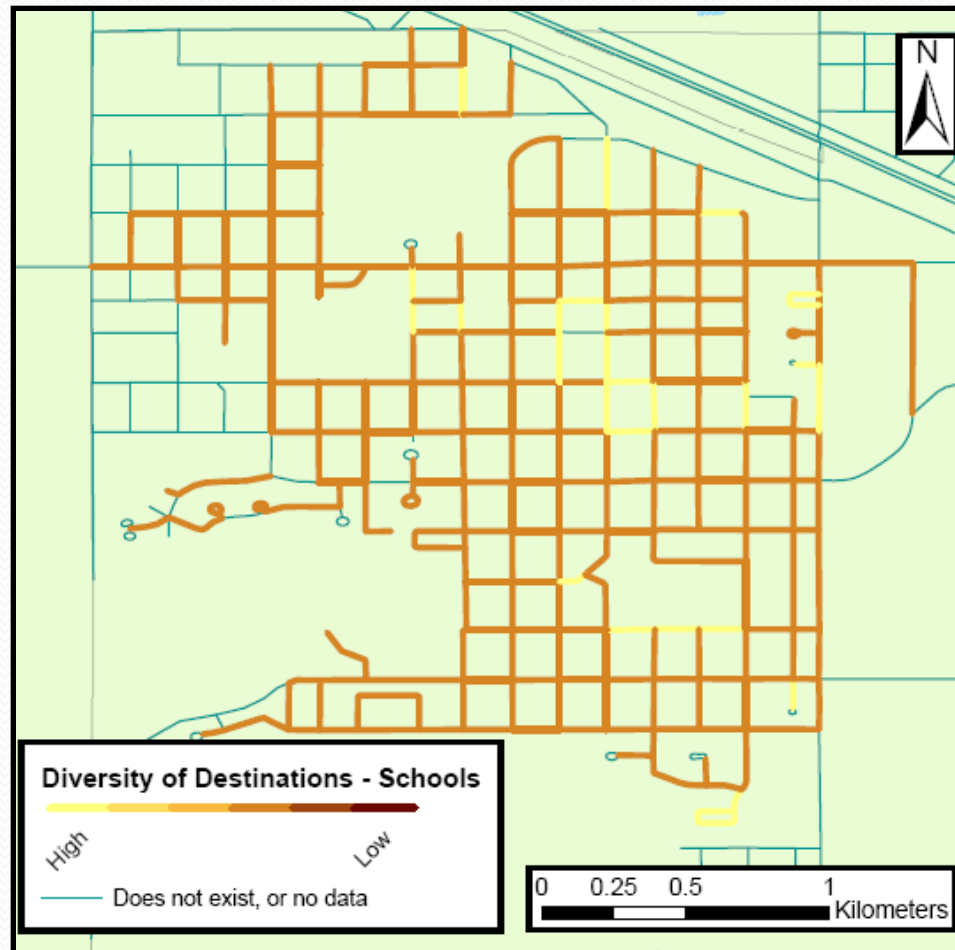 N
Diversity of Destinations - Schools
High
Low
Does not exist, or no data
0 0.25 0.5 1
Kilometers